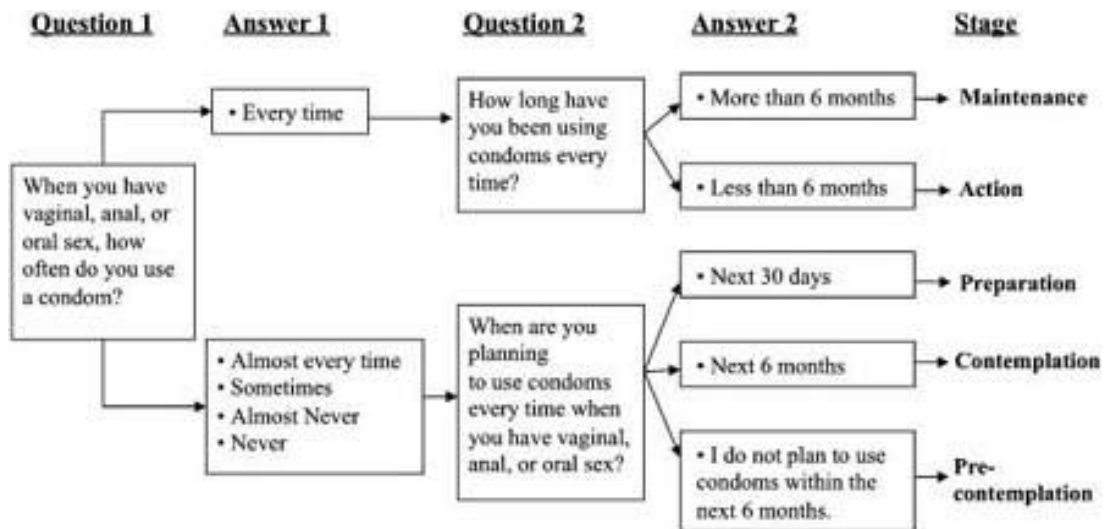 Question 1
Answer 1
Question 2
Answer 2
Stage
When you have
vaginal, anal, or
oral sex, how
often do you use
a condom?
• Every time
How long have
you been using
condoms every
time?
• More than 6 months
Maintenance
• Less than 6 months
Action
• Almost every time
• Sometimes
• Almost Never
• Never
When are you
planning
to use condoms
every time when
you have vaginal,
anal, or oral sex?
• Next 30 days
Preparation
• Next 6 months
Contemplation
• I do not plan to use
condoms within the
next 6 months.
Pre-
contemplation